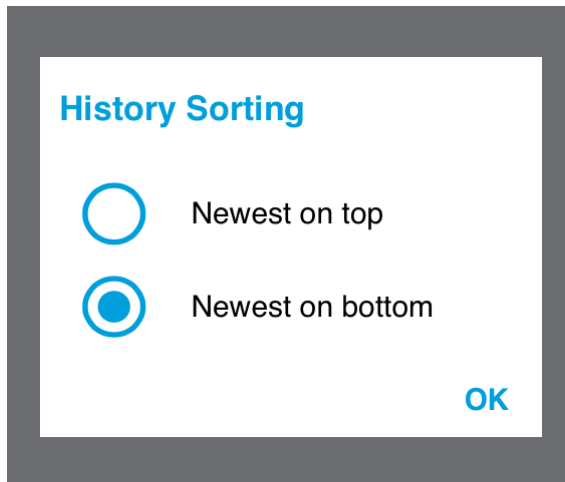 History Sorting
Newest on top
Newest on bottom
OK